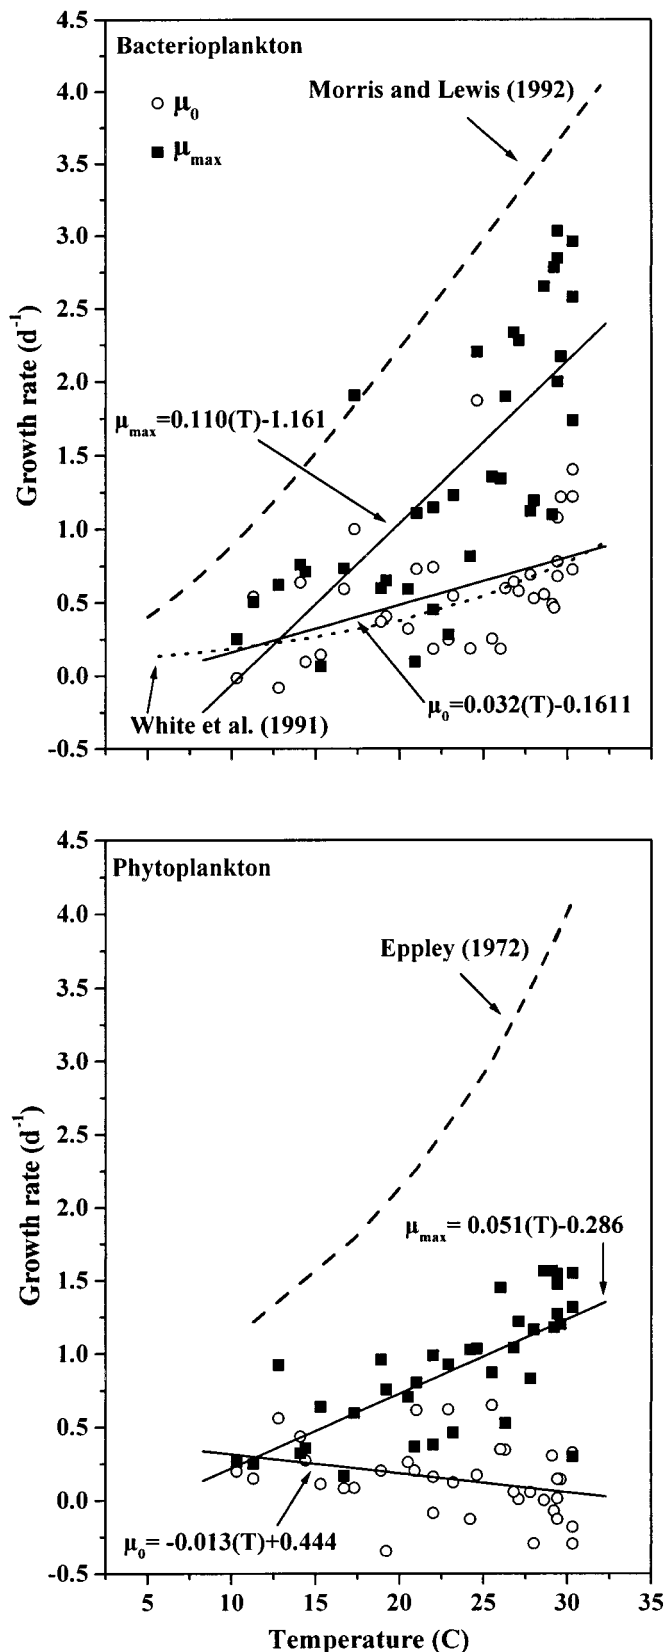 4.5
Bacterioplankton
4.0
Morris and Lewis (1992)
μ0
μmax
3.5
3.0
2.5
2.0
μmax=0.110(T)-1.161
1.5
1.0
0.5
0.0
μ0=0.032(T)-0.1611
White et al. (1991)
-0.5
Growth rate (d-1)
4.5
Phytoplankton
4.0
Eppley (1972)
3.5
3.0
2.5
2.0
μmax= 0.051(T)-0.286
1.5
1.0
0.5
0.0
μ0= -0.013(T)+0.444
-0.5
Growth rate (d-1)
5 10 15 20 25 30 35
Temperature (C)